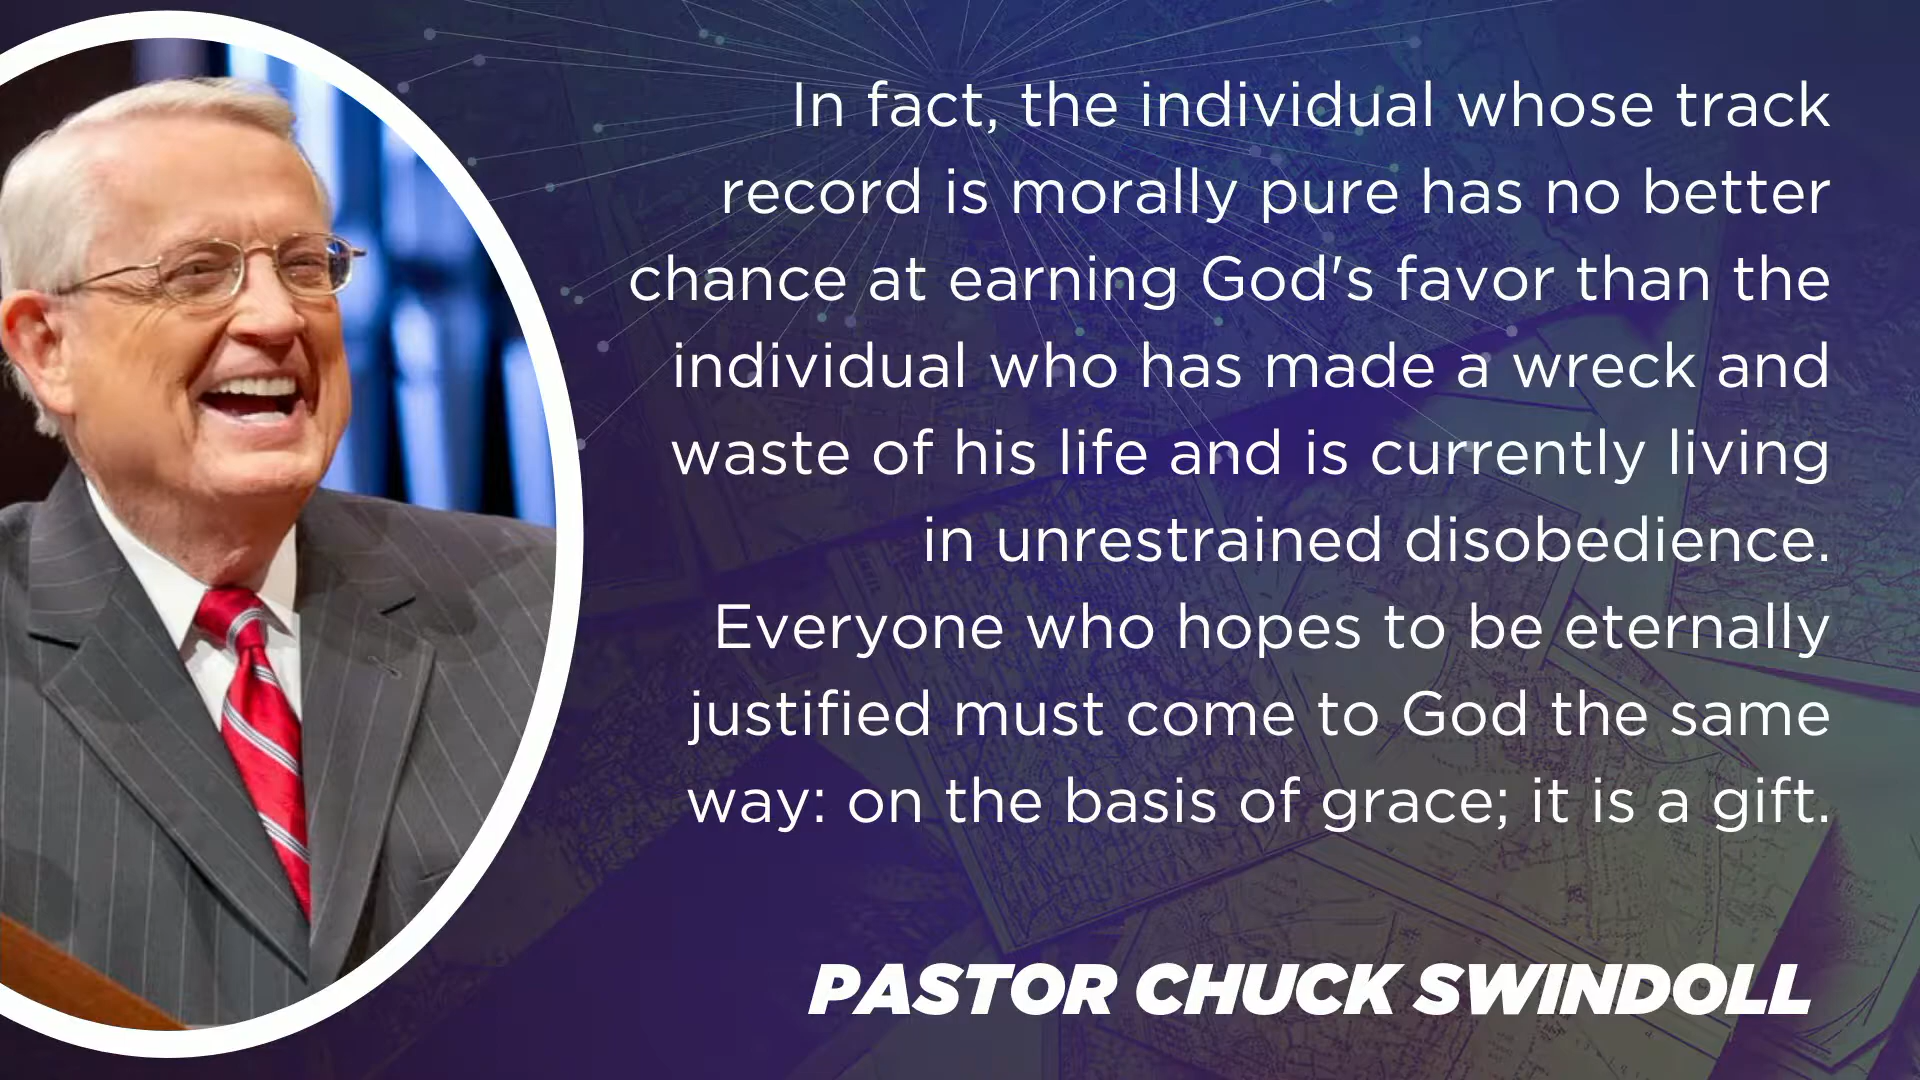 In fact, the individual whose track
record is morally pure has no better
chance at earning God's favor than the
individual who has made a wreck and
waste of his life and is currently living
in unrestrained disobedience.
Everyone who hopes to be eternally
justified must come to God the same
way: on the basis of grace; it is a gift.
PASTOR CHUCK SWINDOLL